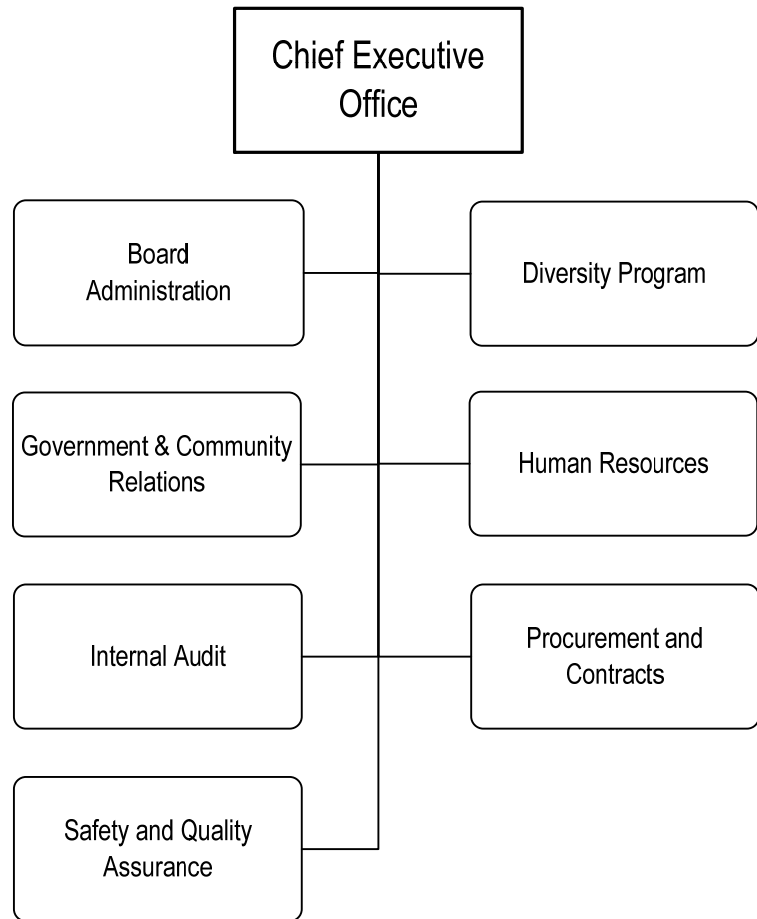 Chief Executive
Office
Board
Administration
Diversity Program
Government & Community
Relations
Human Resources
Internal Audit
Procurement and
Contracts
Safety and Quality
Assurance